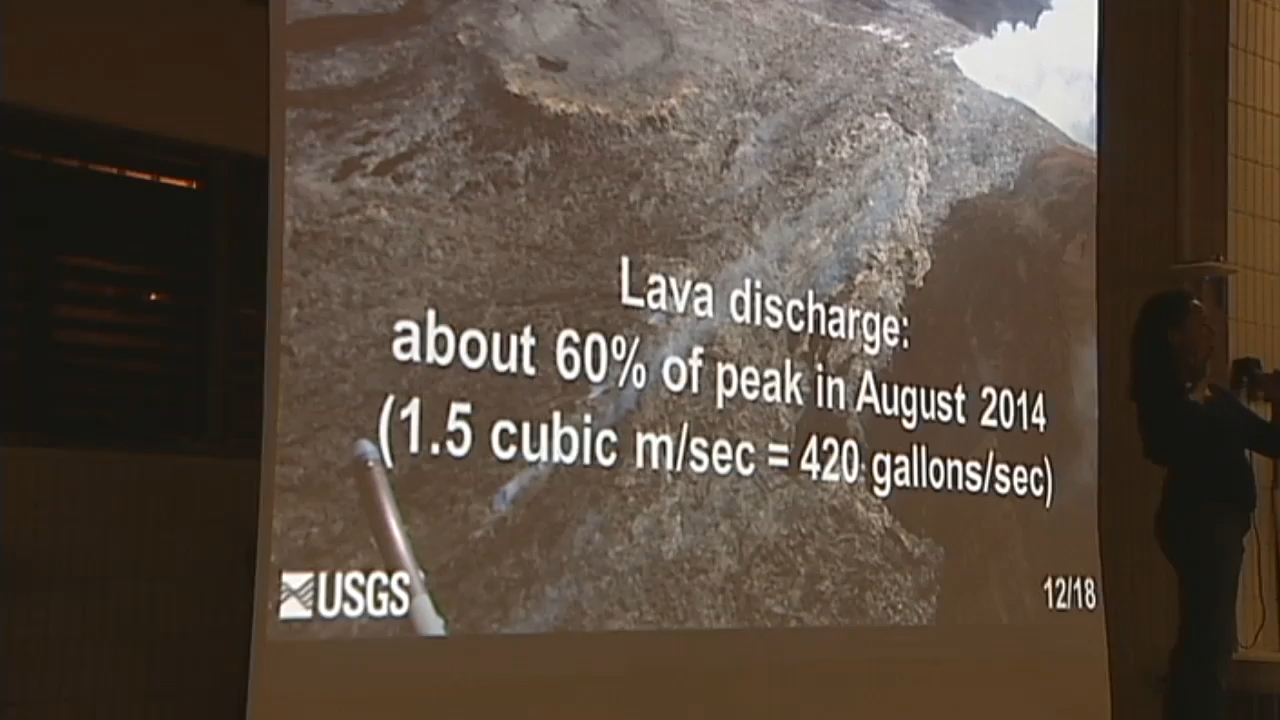 Lava discharge:
about 60% of peak in August 2014
(1.5 cubic m/sec = 420 gallons/sec)
USGS
12/18